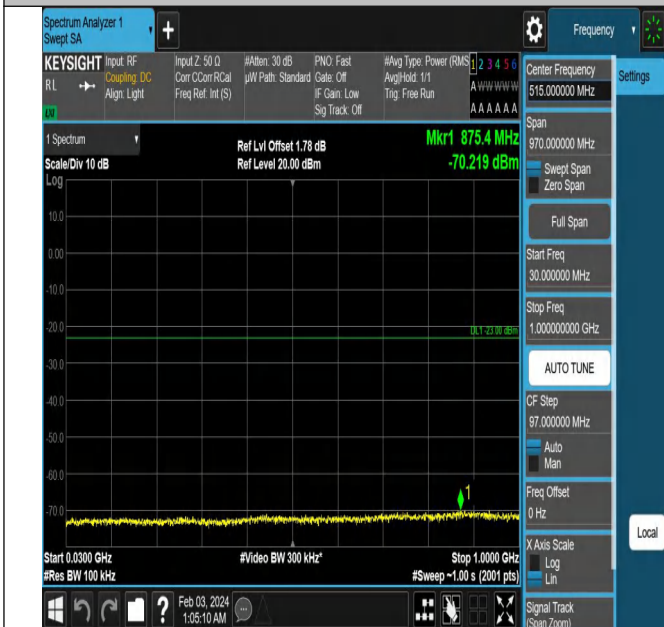 Spectrum Analyzer 1
Swept SA
Frequency
KEYSIGHT
RL
LXI
Input: RF
Coupling: DC
Align: Light
Input Z: 50 Ω
Corr CCorr RCal
Freq Ref: Int (S)
#Atten: 30 dB
µW Path: Standard
PNO: Fast
Gate: Off
IF Gain: Low
Sig Track: Off
#Avg Type: Power (RMS
Avg|Hold: 1/1
Trig: Free Run
1 2 3 4 5 6
A W W W W W
A A A A A A
1 Spectrum
Scale/Div 10 dB
Log
Ref Lvl Offset 1.78 dB
Ref Level 20.00 dBm
Mkr1 875.4 MHz
-70.219 dBm
10.0
0.00
-10.0
-20.0
-30.0
-40.0
-50.0
-60.0
-70.0
DL1 -23.00 dBm
1
Start 0.0300 GHz
#Res BW 100 kHz
#Video BW 300 kHz*
Stop 1.0000 GHz
#Sweep ~1.00 s (2001 pts)
Feb 03, 2024
1:05:10 AM
Center Frequency
515.000000 MHz
Settings
Span
970.000000 MHz
Swept Span
Zero Span
Full Span
Start Freq
30.000000 MHz
Stop Freq
1.000000000 GHz
AUTO TUNE
CF Step
97.000000 MHz
Auto
Man
Freq Offset
0 Hz
X Axis Scale
Log
Lin
Local
Signal Track
(Span Zoom)